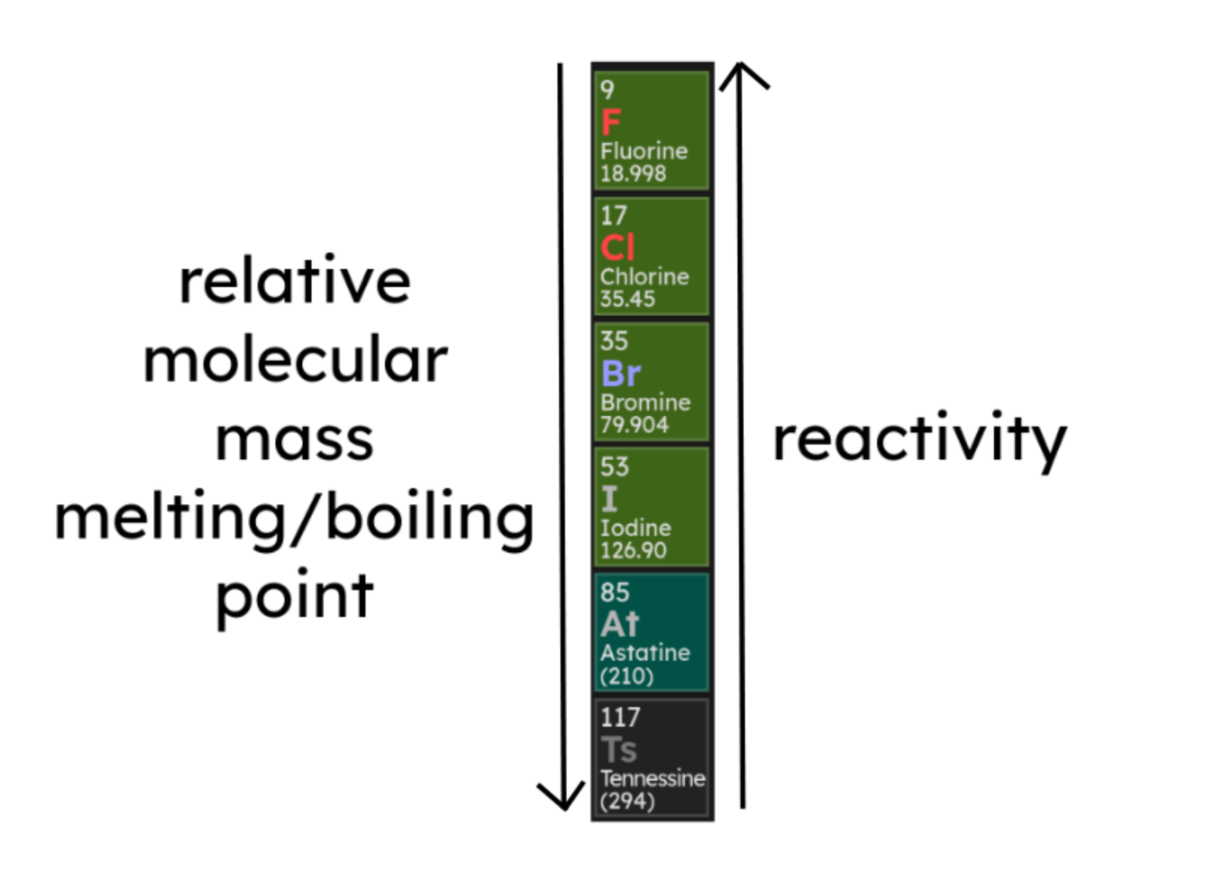 relative
molecular
mass
melting/boiling
point
9
F
Fluorine
18.998
17
Cl
Chlorine
35.45
35
Br
Bromine
79.904
53
I
Iodine
126.90
85
At
Astatine
(210)
117
Ts
Tennessine
(294)
reactivity